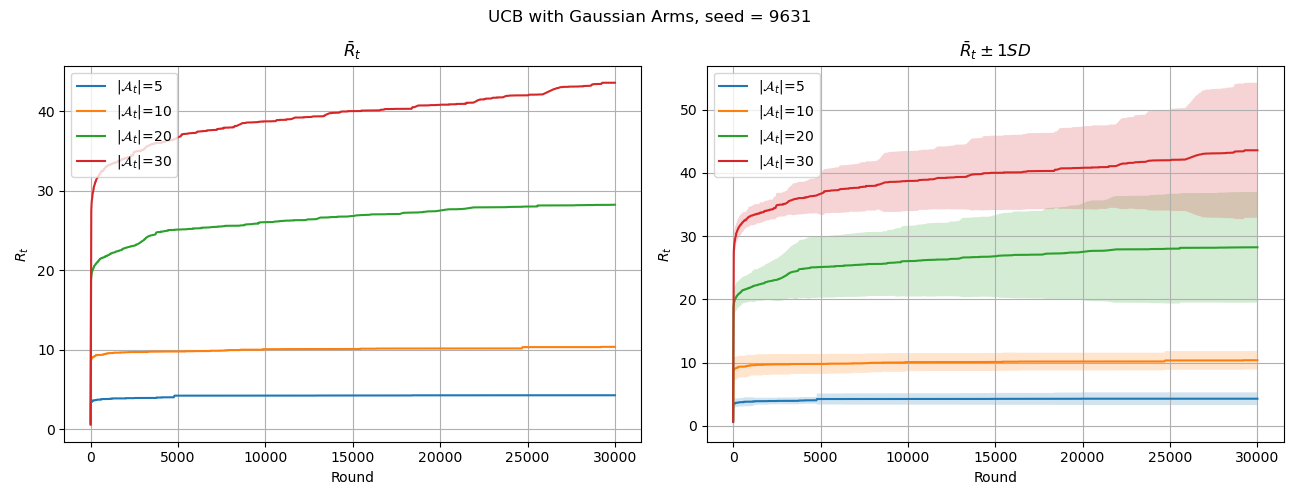 UCB with Gaussian Arms, seed = 9631
R̄ₜ
|𝒜ₜ|=5
|𝒜ₜ|=10
|𝒜ₜ|=20
|𝒜ₜ|=30
40
30
20
10
0
Rₜ
0 5000 10000 15000 20000 25000 30000
Round
R̄ₜ ± 1SD
|𝒜ₜ|=5
|𝒜ₜ|=10
|𝒜ₜ|=20
|𝒜ₜ|=30
50
40
30
20
10
0
Rₜ
0 5000 10000 15000 20000 25000 30000
Round